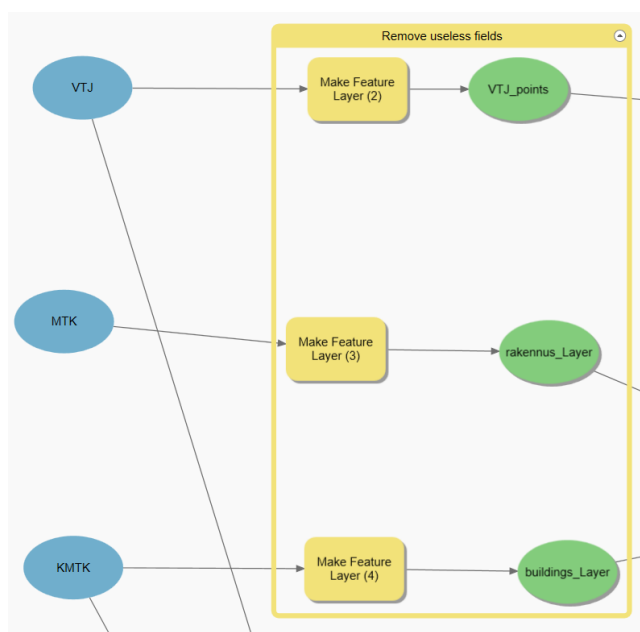 Remove useless fields
VTJ
Make Feature
Layer (2)
VTJ_points
MTK
Make Feature
Layer (3)
rakennus_Layer
KMTK
Make Feature
Layer (4)
buildings_Layer